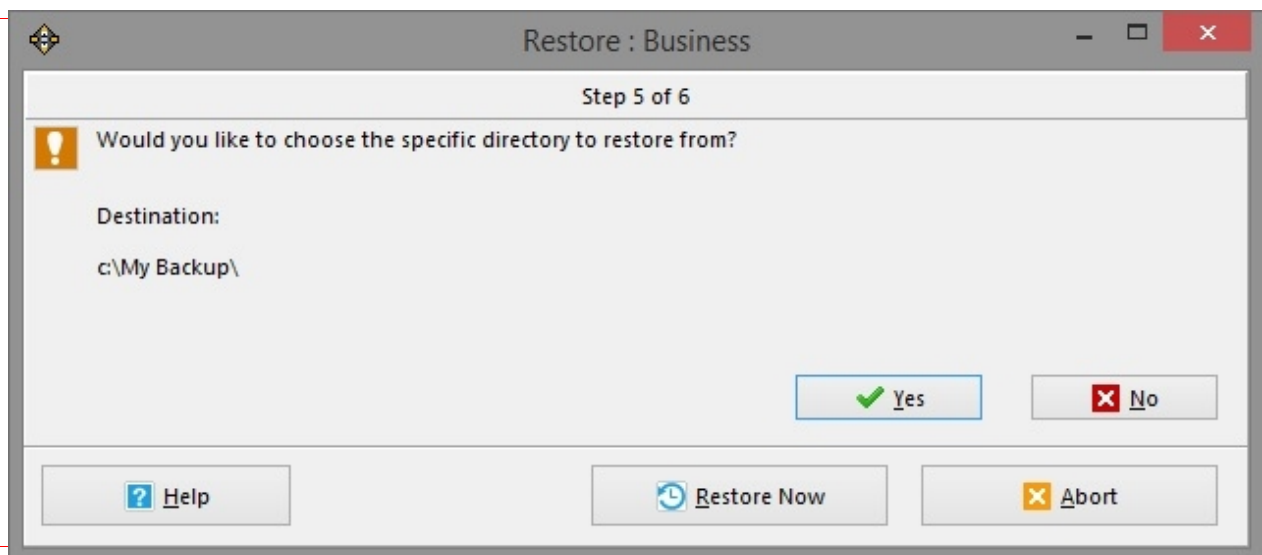 Restore : Business
Step 5 of 6
Would you like to choose the specific directory to restore from?
Destination:
c:\My Backup\
Yes
No
Help
Restore Now
Abort